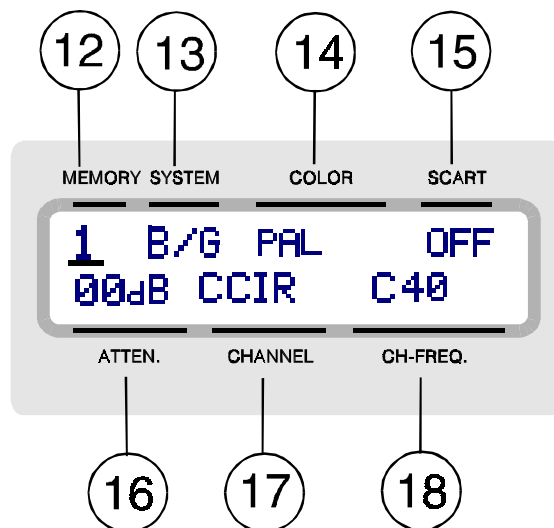 12 13 14 15
MEMORY SYSTEM COLOR SCART
1 B/G PAL OFF
00dB CCIR C40
ATTEN. CHANNEL CH-FREQ.
16 17 18